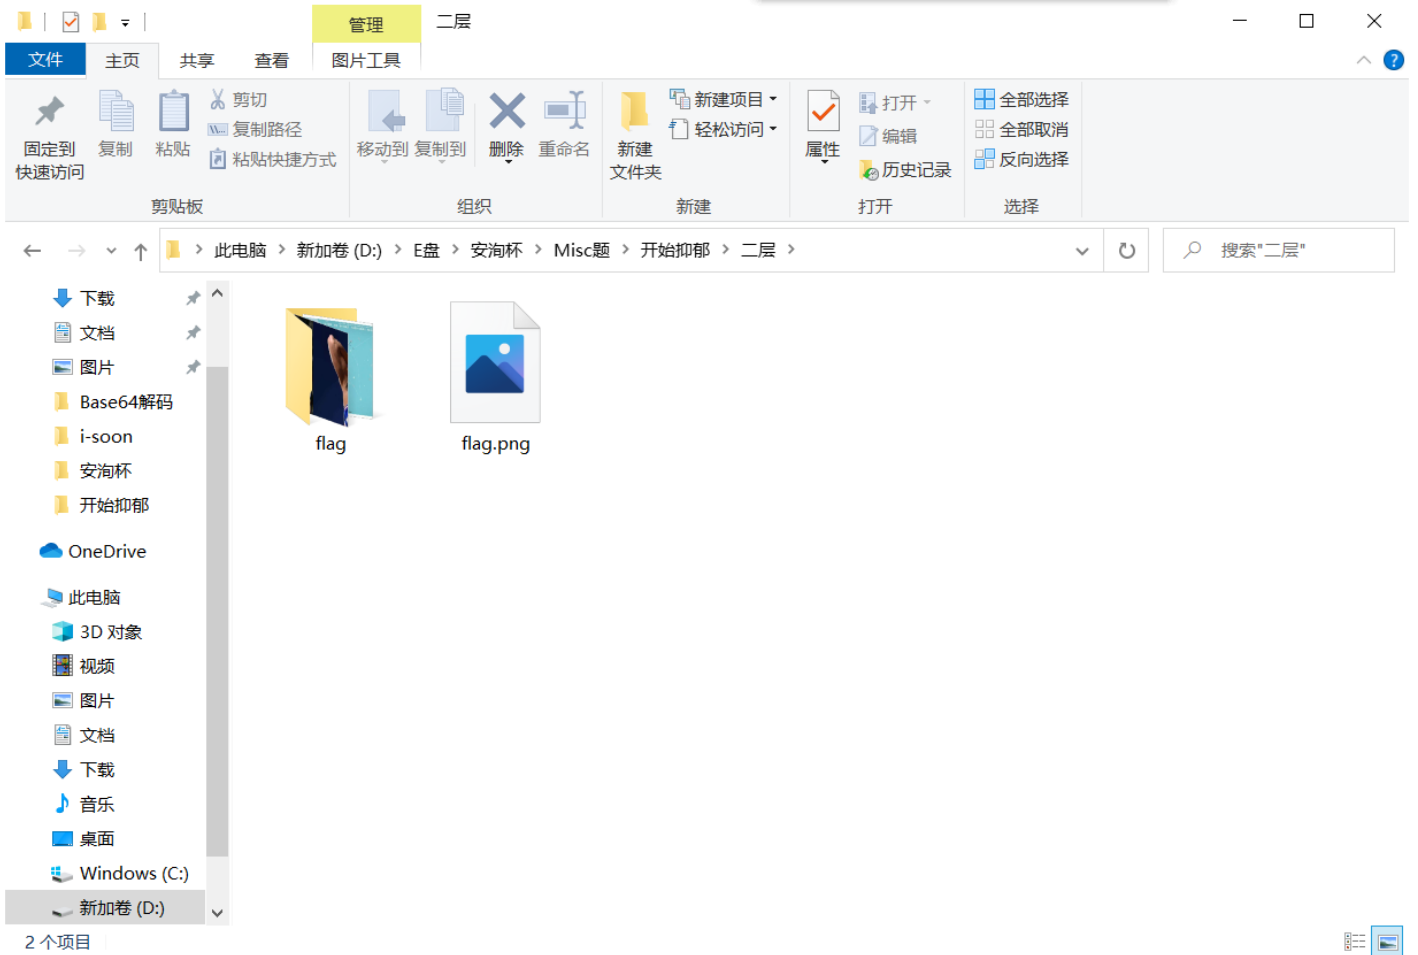 管理
二层
文件
主页
共享
查看
图片工具
固定到
快速访问
复制
粘贴
剪切
复制路径
粘贴快捷方式
剪贴板
移动到
复制到
删除
重命名
组织
新建
文件夹
新建项目
轻松访问
新建
属性
打开
编辑
历史记录
打开
全部选择
全部取消
反向选择
选择
此电脑 > 新加卷 (D:) > E盘 > 安洵杯 > Misc题 > 开始抑郁 > 二层 >
搜索"二层"
下载
文档
图片
Base64解码
i-soon
安洵杯
开始抑郁
OneDrive
此电脑
3D 对象
视频
图片
文档
下载
音乐
桌面
Windows (C:)
新加卷 (D:)
flag
flag.png
2 个项目